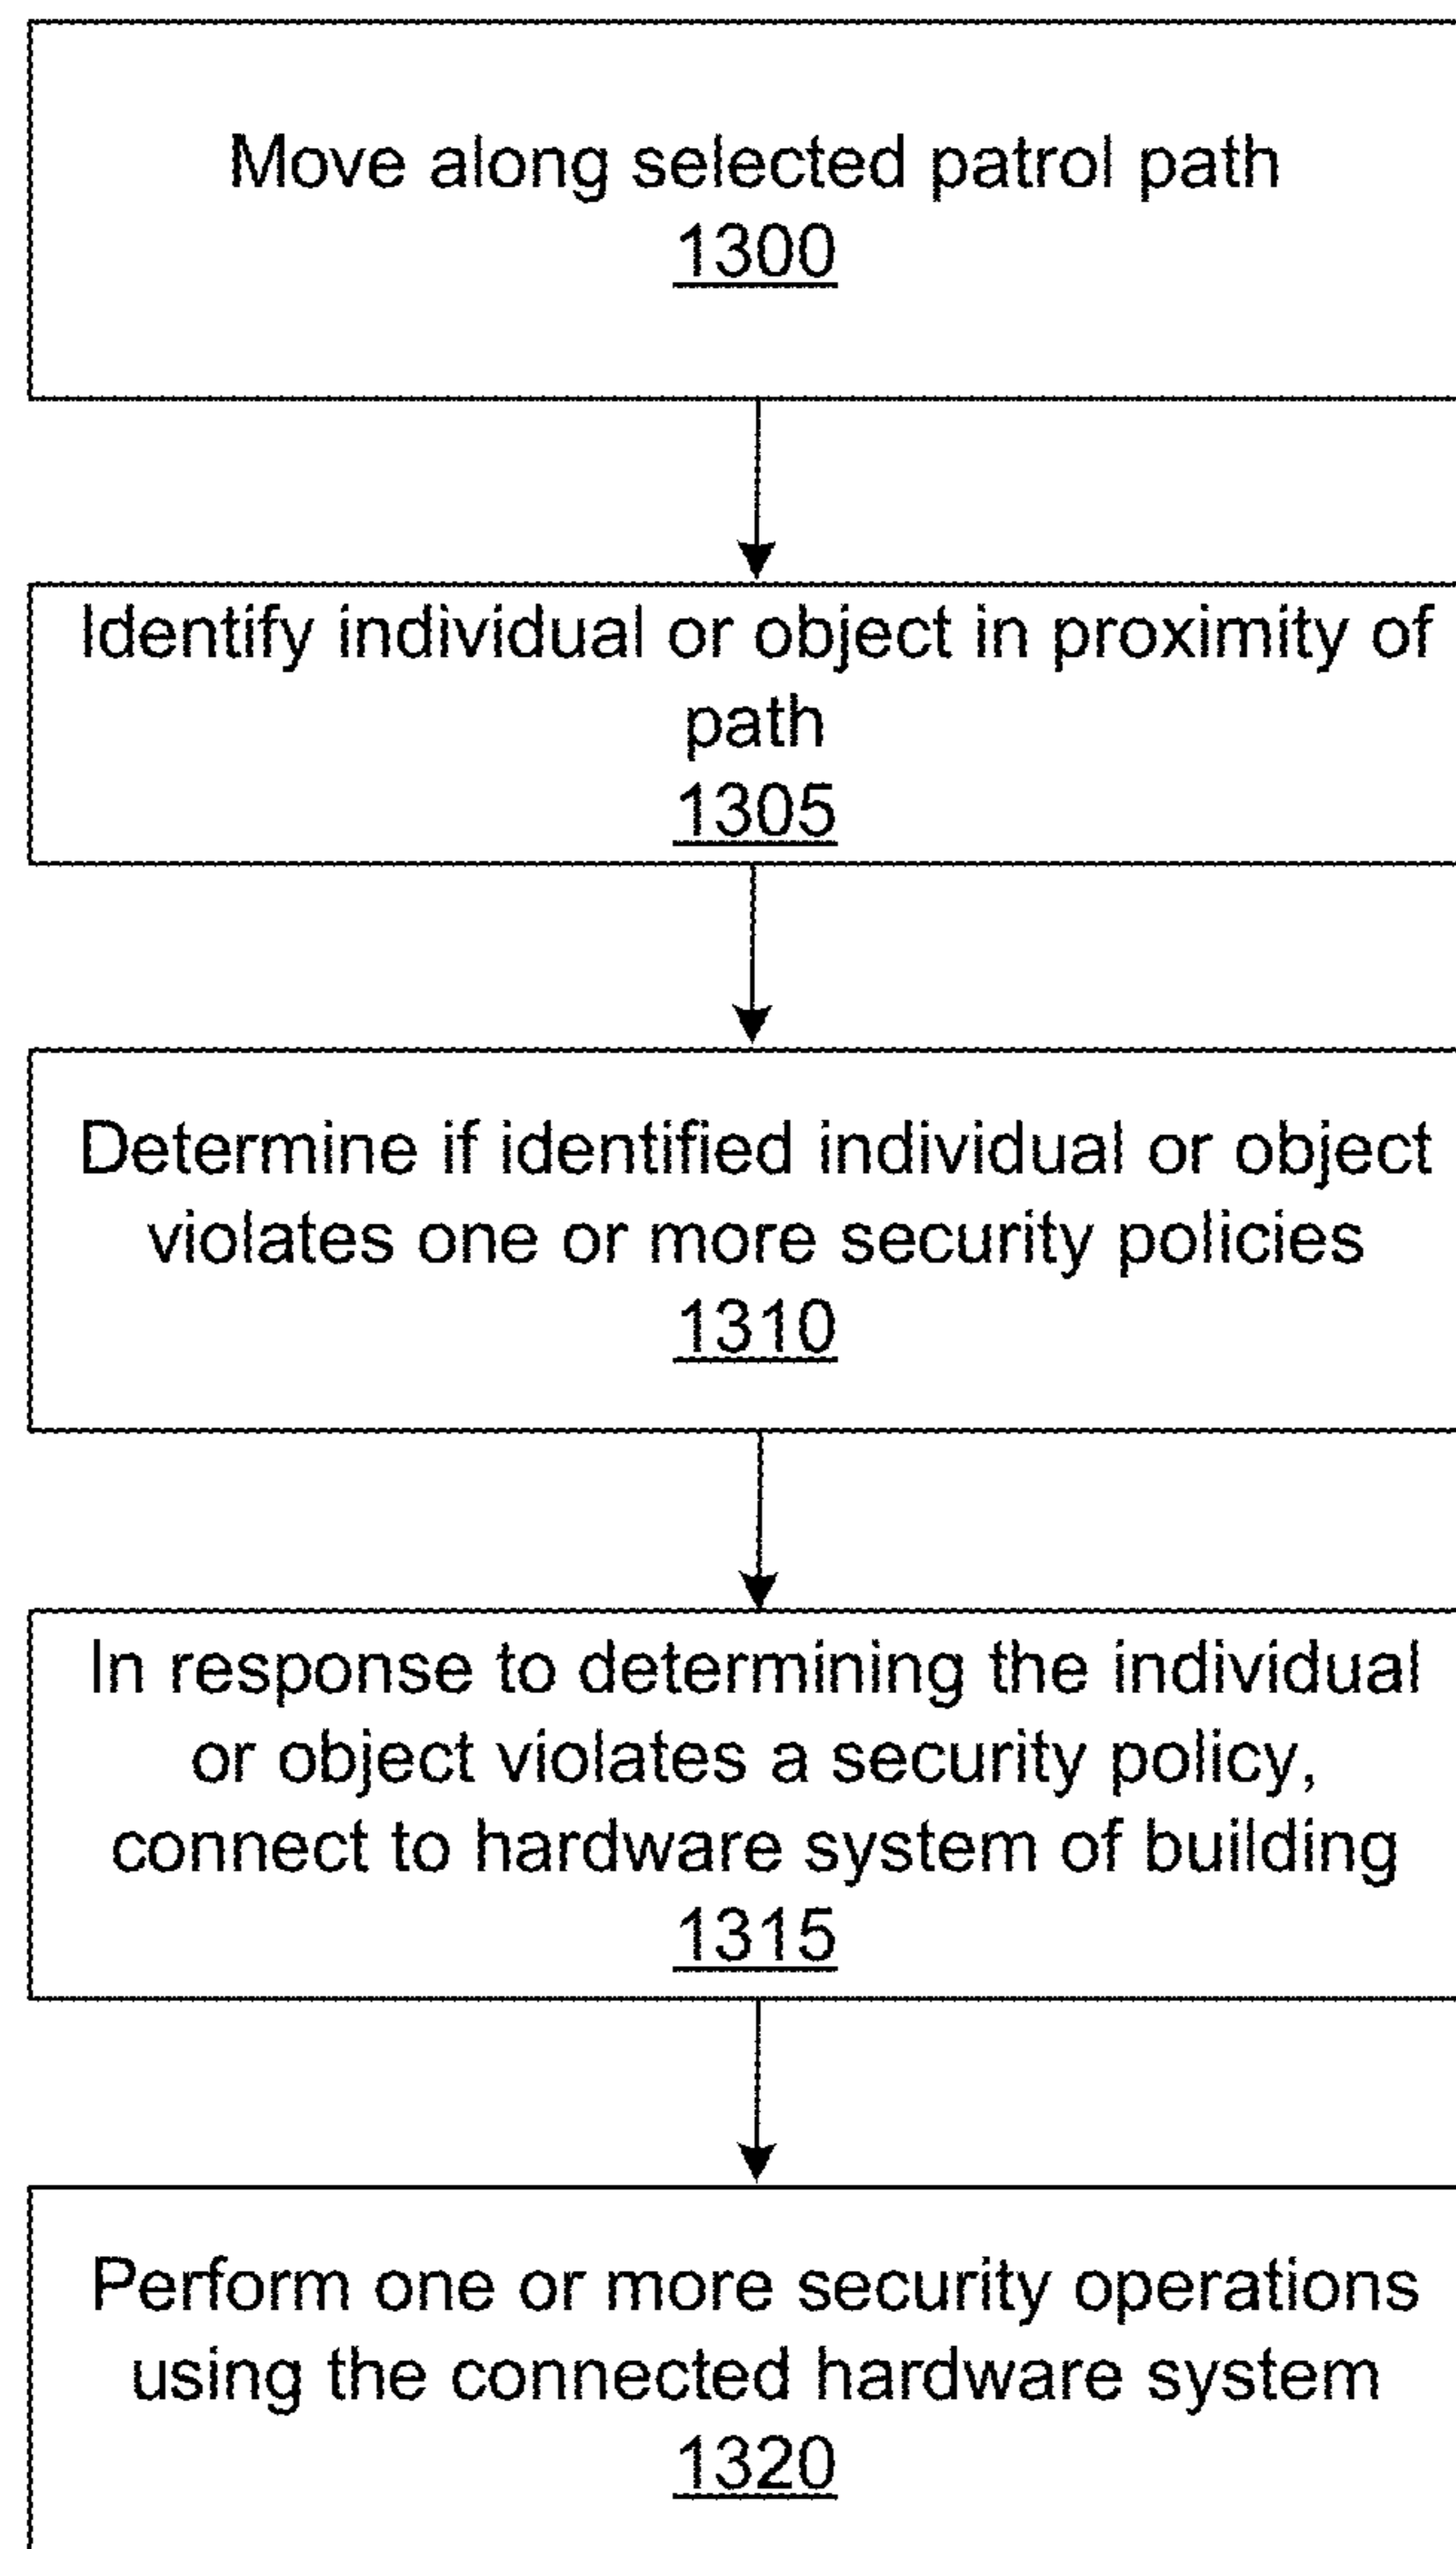 Move along selected patrol path
1300
Identify individual or object in proximity of
path
1305
Determine if identified individual or object
violates one or more security policies
1310
In response to determining the individual
or object violates a security policy,
connect to hardware system of building
1315
Perform one or more security operations
using the connected hardware system
1320